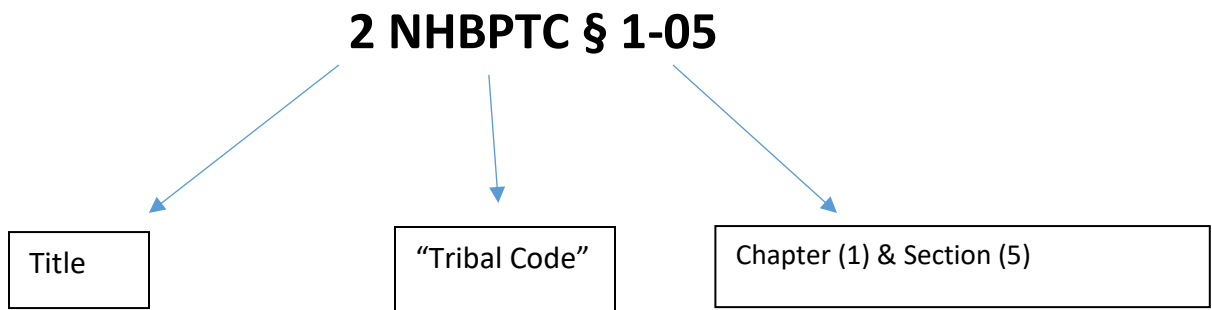 2 NHBPTC § 1-05
Title
“Tribal Code”
Chapter (1) & Section (5)